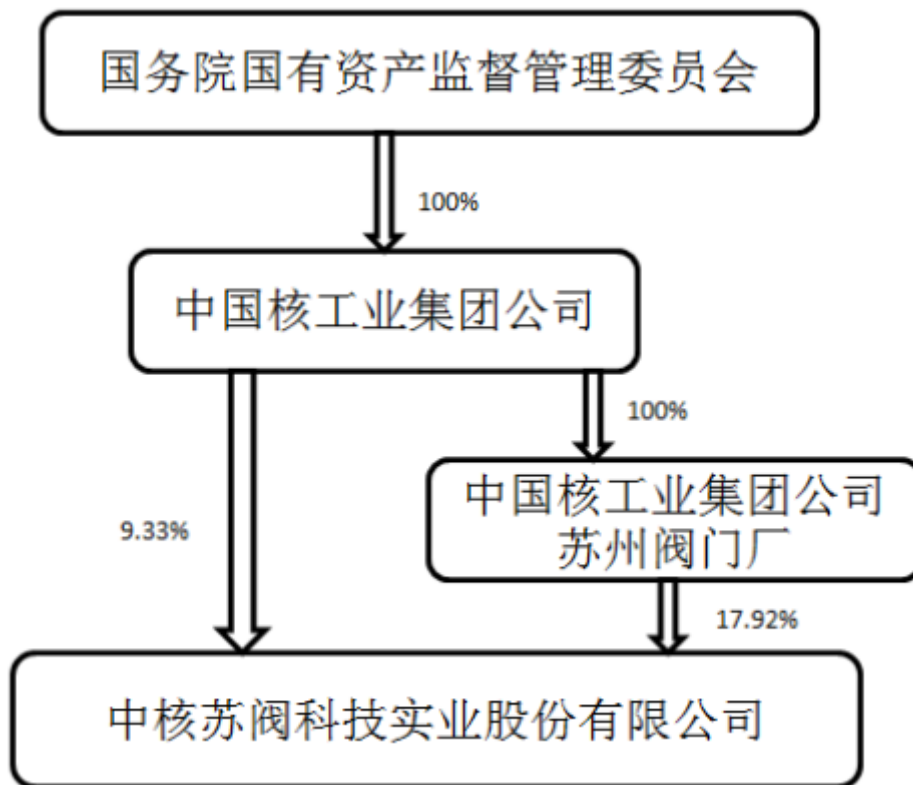 国务院国有资产监督管理委员会
100%
中国核工业集团公司
100%
中国核工业集团公司
苏州阀门厂
9.33%
17.92%
中核苏阀科技实业股份有限公司